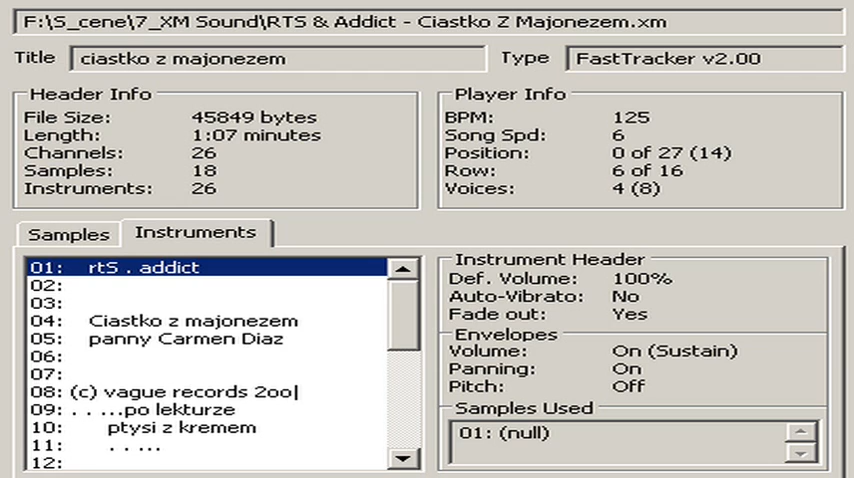 F:\S_cene\7_XM Sound\RTS & Addict - Ciastko Z Majonezem.xm
Title ciastko z majonezem Type FastTracker v2.00
Header Info
File Size: 45849 bytes
Length: 1:07 minutes
Channels: 26
Samples: 18
Instruments: 26
Player Info
BPM: 125
Song Spd: 6
Position: 0 of 27 (14)
Row: 6 of 16
Voices: 4 (8)
Samples Instruments
01: rtS . addict
02:
03:
04: Ciastko z majonezem
05: panny Carmen Diaz
06:
07:
08: (c) vague records 2oo|
09: . . ...po lekturze
10: ptysi z kremem
11: . . ...
12:
Instrument Header
Def. Volume: 100%
Auto-Vibrato: No
Fade out: Yes
Envelopes
Volume: On (Sustain)
Panning: On
Pitch: Off
Samples Used
01: (null)